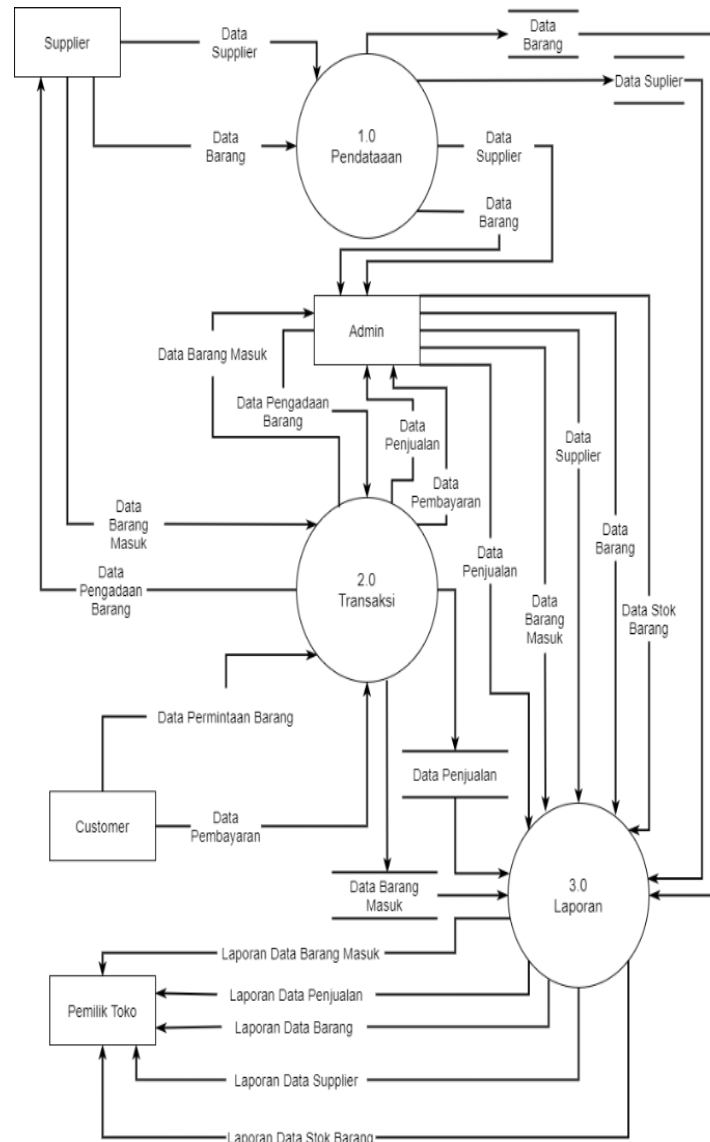 Supplier
Data
Supplier
Data
Barang
Data Suplier
Data
Barang
1.0
Pendataaan
Data
Supplier
Data
Barang
Admin
Data Barang Masuk
Data Pengadaan
Barang
Data
Penjualan
Data
Pembayaran
Data
Supplier
Data
Barang
Data
Penjualan
Data
Barang
Masuk
Data Stok
Barang
Data
Barang
Masuk
Data
Pengadaan
Barang
2.0
Transaksi
Data Permintaan Barang
Customer
Data
Pembayaran
Data Penjualan
Data Barang
Masuk
3.0
Laporan
Laporan Data Barang Masuk
Pemilik Toko
Laporan Data Penjualan
Laporan Data Barang
Laporan Data Supplier
Laporan Data Stok Barang